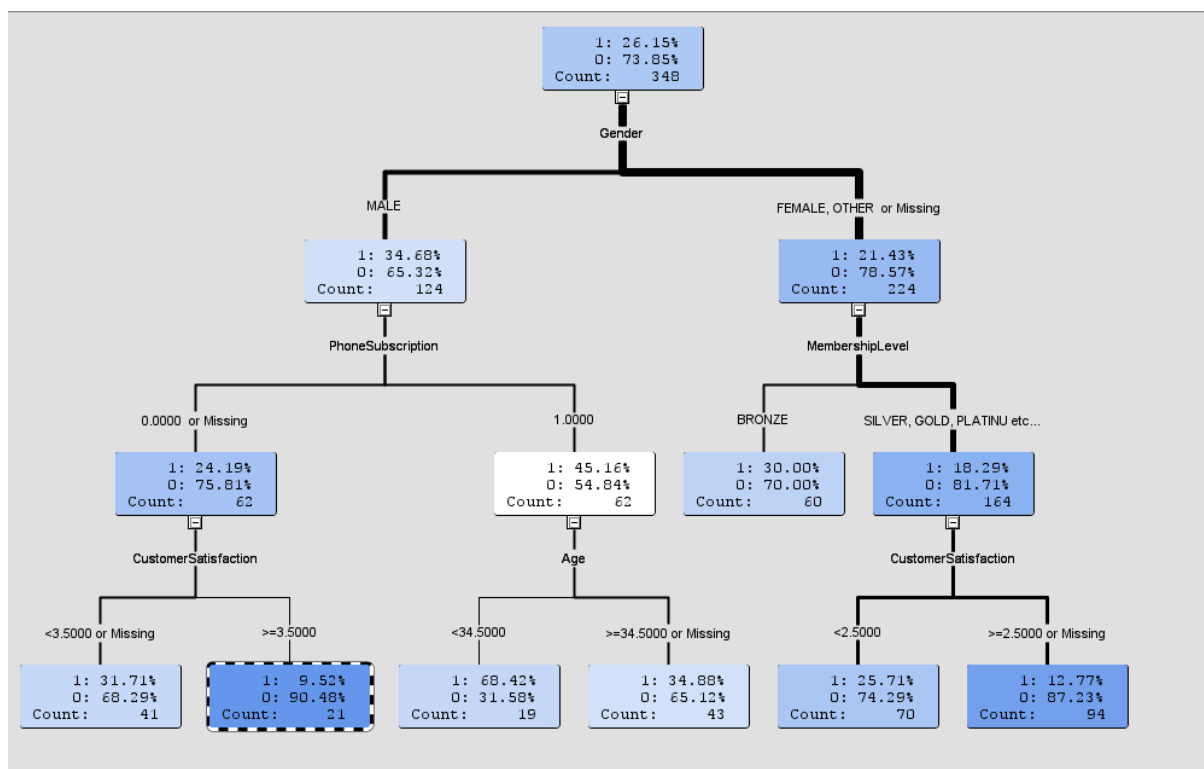 1: 26.15%
0: 73.85%
Count: 348
Gender
MALE
FEMALE, OTHER or Missing
1: 34.68%
0: 65.32%
Count: 124
1: 21.43%
0: 78.57%
Count: 224
PhoneSubscription
MembershipLevel
0.0000 or Missing
1.0000
BRONZE
SILVER, GOLD, PLATINU etc...
1: 24.19%
0: 75.81%
Count: 62
1: 45.16%
0: 54.84%
Count: 62
1: 30.00%
0: 70.00%
Count: 60
1: 18.29%
0: 81.71%
Count: 164
CustomerSatisfaction
Age
CustomerSatisfaction
<3.5000 or Missing
>=3.5000
<34.5000
>=34.5000 or Missing
<2.5000
>=2.5000 or Missing
1: 31.71%
0: 68.29%
Count: 41
1: 9.52%
0: 90.48%
Count: 21
1: 68.42%
0: 31.58%
Count: 19
1: 34.88%
0: 65.12%
Count: 43
1: 25.71%
0: 74.29%
Count: 70
1: 12.77%
0: 87.23%
Count: 94